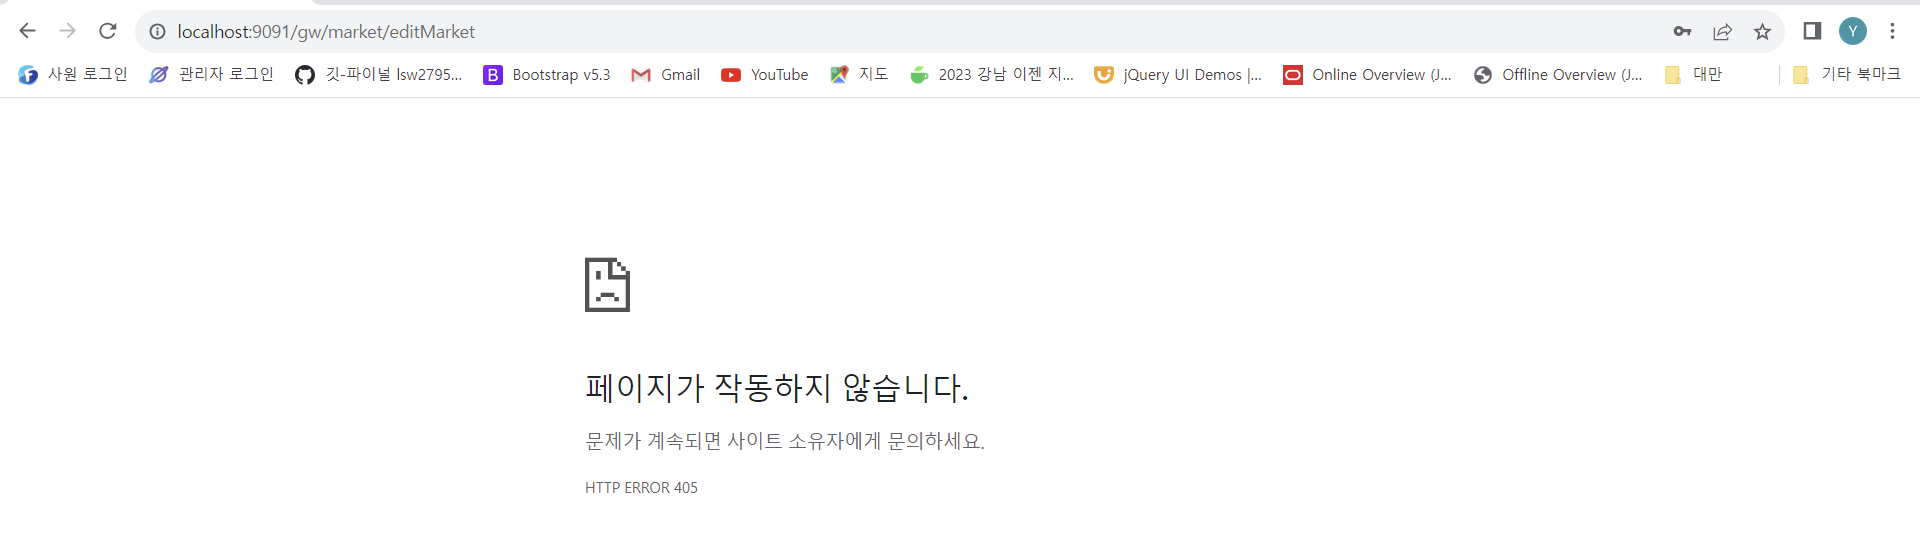 localhost:9091/gw/market/editMarket
Y
사원 로그인 관리자 로그인 깃-파이널 lsw2795... B Bootstrap v5.3 Gmail YouTube 지도 2023 강남 이젠 지... jQuery UI Demos |... Online Overview (J... Offline Overview (J... 대만 기타 북마크
페이지가 작동하지 않습니다.
문제가 계속되면 사이트 소유자에게 문의하세요.
HTTP ERROR 405